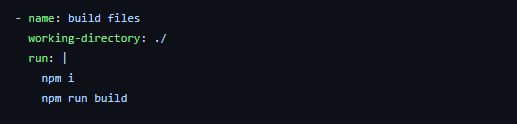 - name: build files
working-directory: ./
run: |
npm i
npm run build